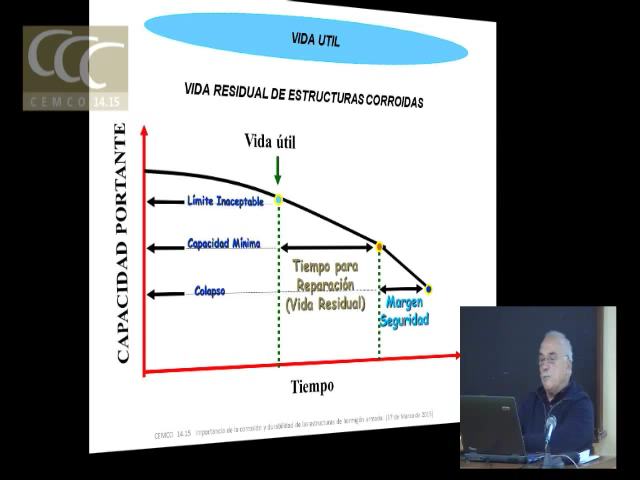 CCC
CEMCO 14.15
VIDA UTIL
VIDA RESIDUAL DE ESTRUCTURAS CORROIDAS
Vida útil
CAPACIDAD PORTANTE
Límite Inaceptable
Capacidad Mínima
Colapso
Tiempo para
Reparación
(Vida Residual)
Margen
Seguridad
Tiempo
CEMCO 14.15 Importancia de la corrosión y durabilidad de las estructuras de hormigón armado. (17 de Marzo de 2015)